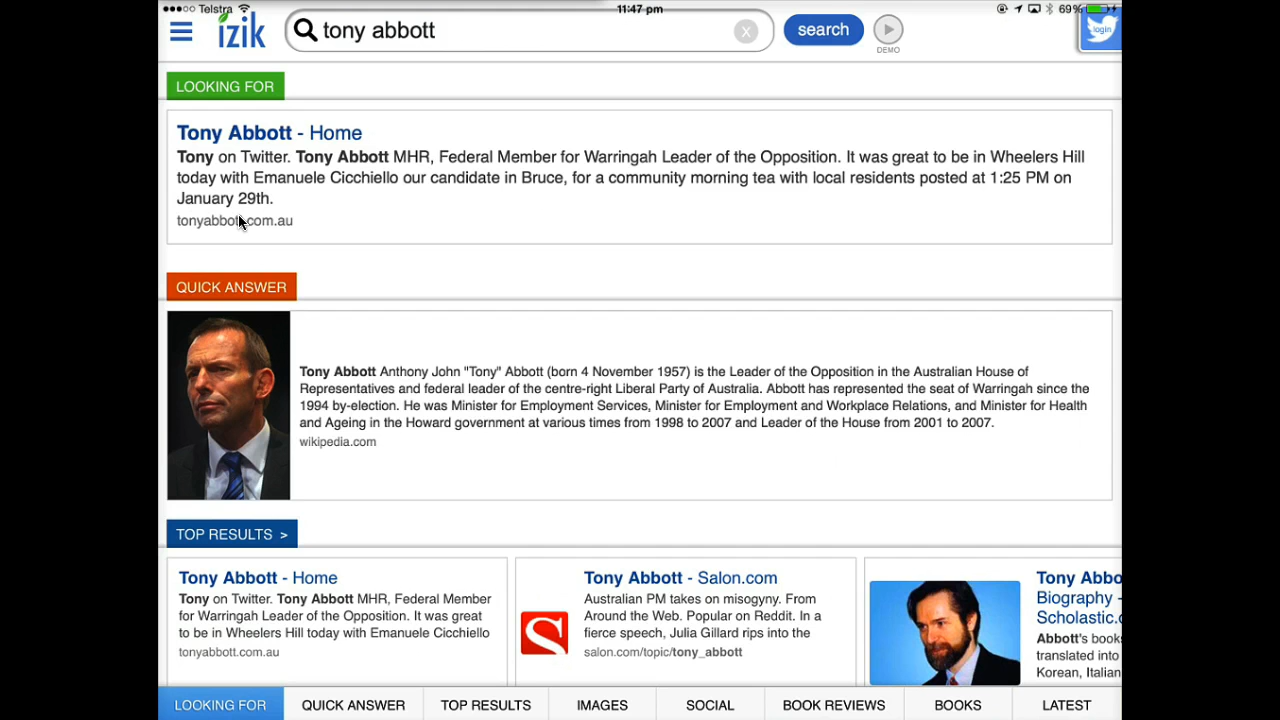 Telstra 11:47 pm 69%
izik tony abbott x search DEMO login
LOOKING FOR
Tony Abbott - Home
Tony on Twitter. Tony Abbott MHR, Federal Member for Warringah Leader of the Opposition. It was great to be in Wheelers Hill
today with Emanuele Cicchiello our candidate in Bruce, for a community morning tea with local residents posted at 1:25 PM on
January 29th.
tonyabbott.com.au
QUICK ANSWER
Tony Abbott Anthony John "Tony" Abbott (born 4 November 1957) is the Leader of the Opposition in the Australian House of
Representatives and federal leader of the centre-right Liberal Party of Australia. Abbott has represented the seat of Warringah since the
1994 by-election. He was Minister for Employment Services, Minister for Employment and Workplace Relations, and Minister for Health
and Ageing in the Howard government at various times from 1998 to 2007 and Leader of the House from 2001 to 2007.
wikipedia.com
TOP RESULTS >
Tony Abbott - Home
Tony on Twitter. Tony Abbott MHR, Federal Member
for Warringah Leader of the Opposition. It was great
to be in Wheelers Hill today with Emanuele Cicchiello
tonyabbott.com.au
Tony Abbott - Salon.com
Australian PM takes on misogyny. From
Around the Web. Popular on Reddit. In a
fierce speech, Julia Gillard rips into the
salon.com/topic/tony_abbott
Tony Abbo
Biography -
Scholastic.c
Abbott's books
translated into
Korean, Italian
LOOKING FOR QUICK ANSWER TOP RESULTS IMAGES SOCIAL BOOK REVIEWS BOOKS LATEST